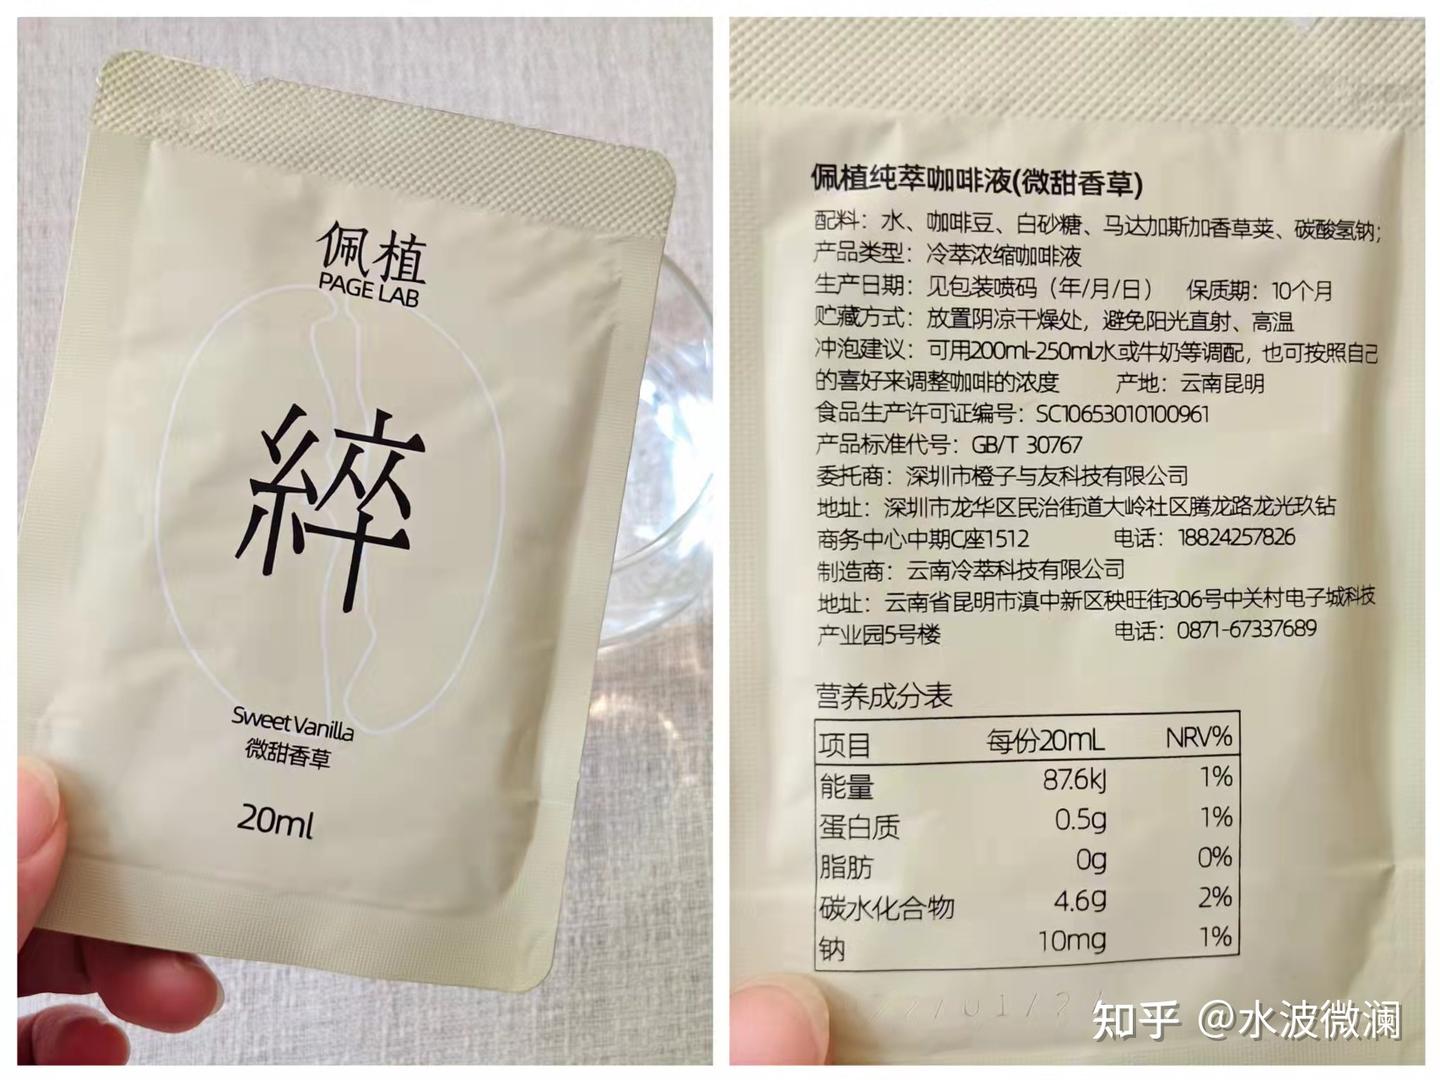 佩植
PAGE LAB
綷
Sweet Vanilla
微甜香草
20ml
佩植纯萃咖啡液(微甜香草)
配料：水、咖啡豆、白砂糖、马达加斯加香草荚、碳酸氢钠；
产品类型：冷萃浓缩咖啡液
生产日期：见包装喷码（年/月/日） 保质期：10个月
贮藏方式：放置阴凉干燥处，避免阳光直射、高温
冲泡建议：可用200ml-250ml水或牛奶等调配，也可按照自己
的喜好来调整咖啡的浓度 产地：云南昆明
食品生产许可证编号：SC10653010100961
产品标准代号：GB/T 30767
委托商：深圳市橙子与友科技有限公司
地址：深圳市龙华区民治街道大岭社区腾龙路龙光玖钻
商务中心中期C座1512 电话：18824257826
制造商：云南冷萃科技有限公司
地址：云南省昆明市滇中新区秧旺街306号中关村电子城科技
产业园5号楼 电话：0871-67337689
营养成分表
项目 每份20mL NRV%
能量 87.6kJ 1%
蛋白质 0.5g 1%
脂肪 0g 0%
碳水化合物 4.6g 2%
钠 10mg 1%
知乎 @水波微澜